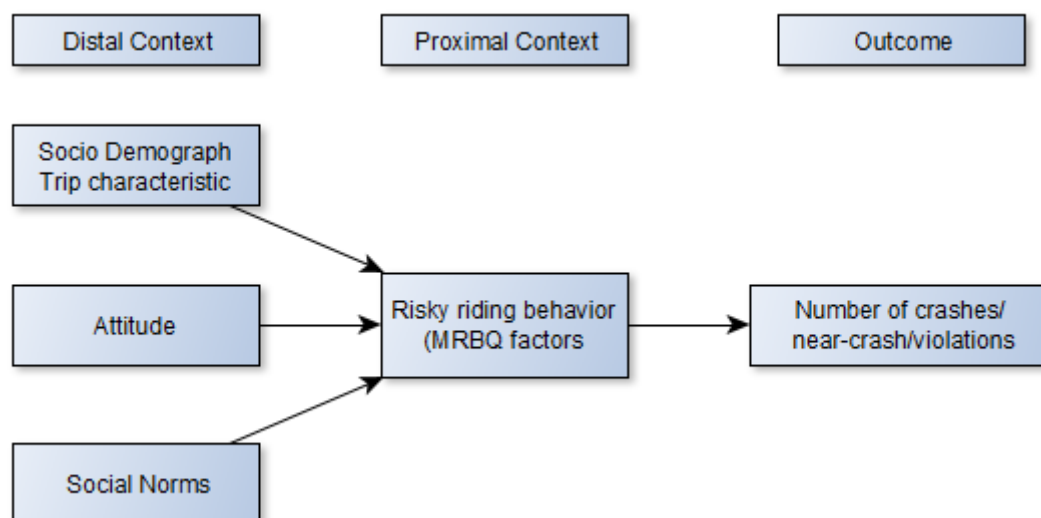 Distal Context
Proximal Context
Outcome
Socio Demograph
Trip characteristic
Attitude
Risky riding behavior
(MRBQ factors
Number of crashes/
near-crash/violations
Social Norms